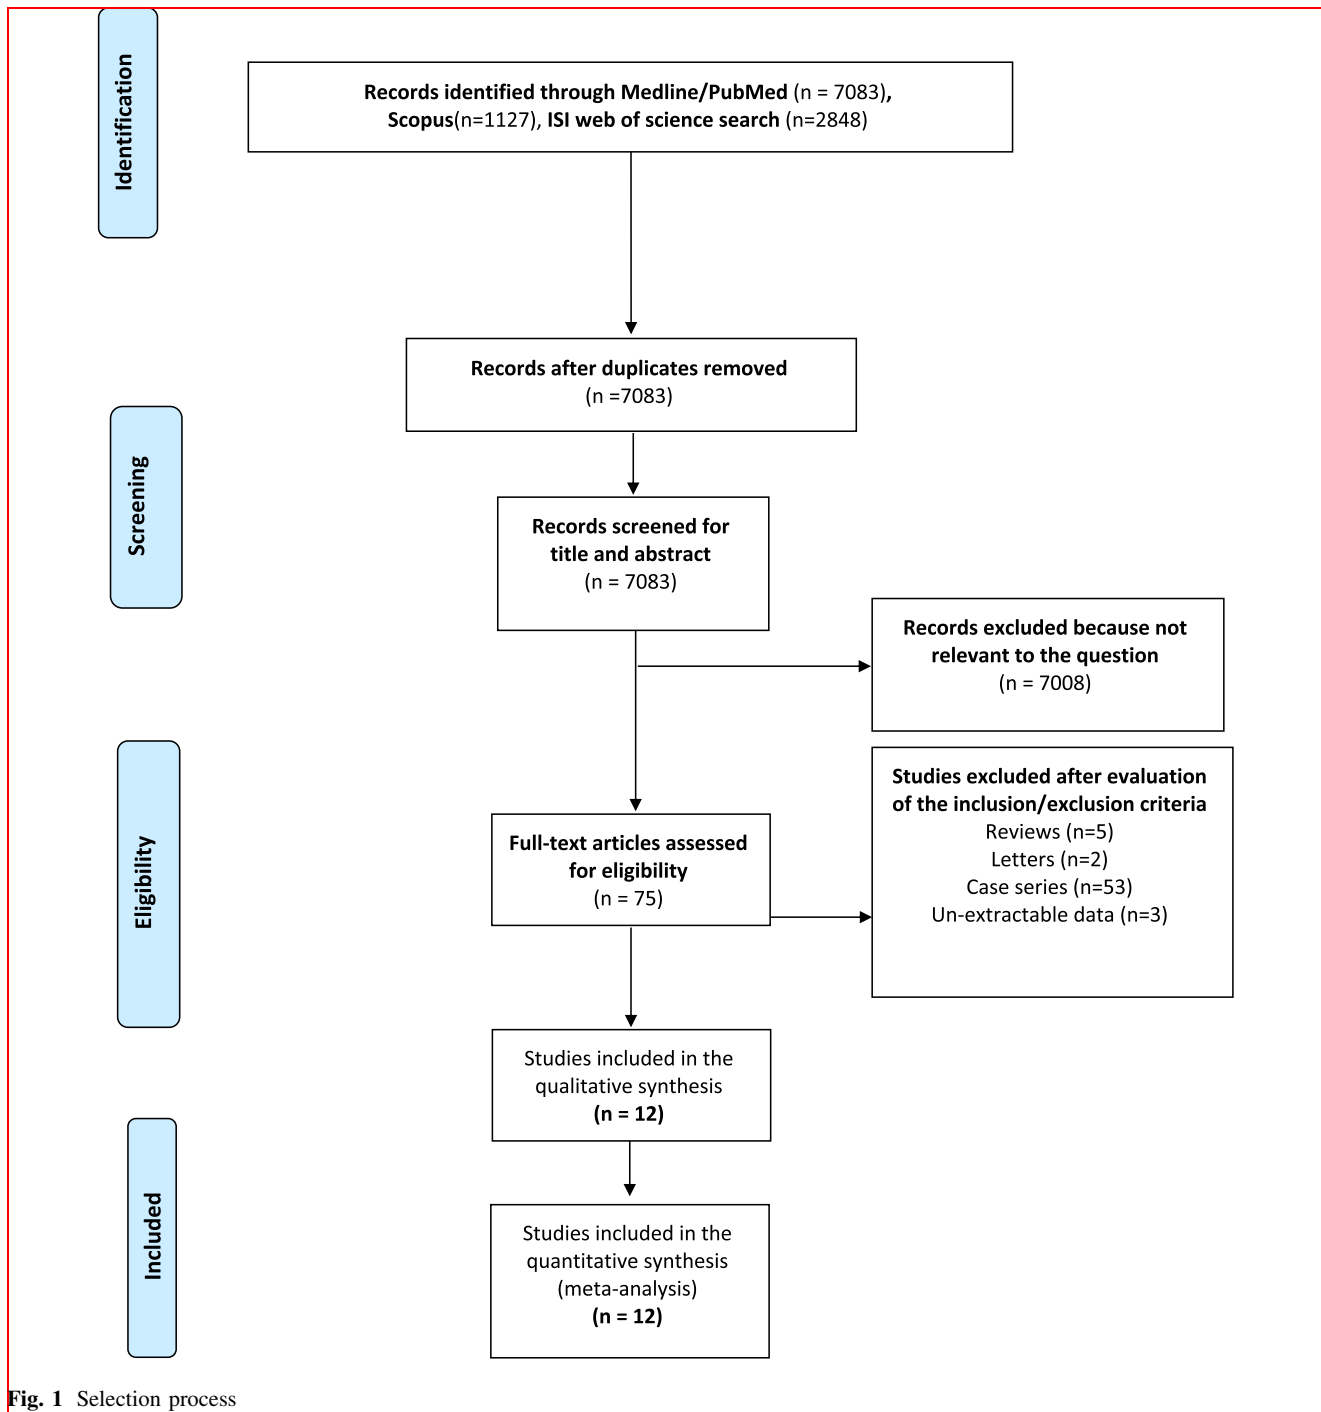 Identification
Records identified through Medline/PubMed (n = 7083),
Scopus(n=1127), ISI web of science search (n=2848)
Records after duplicates removed
(n =7083)
Screening
Records screened for
title and abstract
(n = 7083)
Records excluded because not
relevant to the question
(n = 7008)
Eligibility
Full-text articles assessed
for eligibility
(n = 75)
Studies excluded after evaluation
of the inclusion/exclusion criteria
Reviews (n=5)
Letters (n=2)
Case series (n=53)
Un-extractable data (n=3)
Studies included in the
qualitative synthesis
(n = 12)
Included
Studies included in the
quantitative synthesis
(meta-analysis)
(n = 12)
Fig. 1 Selection process